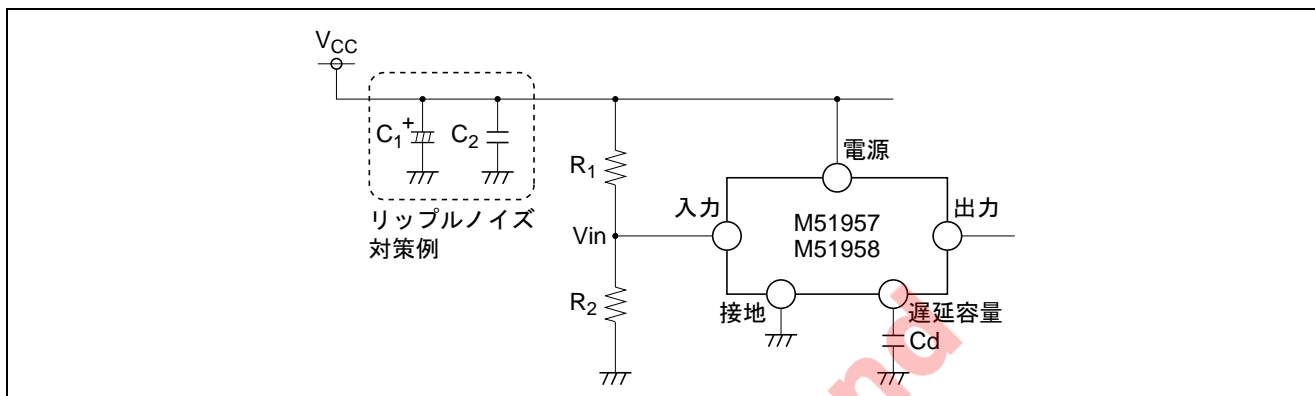 VCC
C1
+
C2
リップルノイズ
対策例
R1
Vin
R2
入力
電源
M51957
M51958
出力
接地
遅延容量
Cd
nd